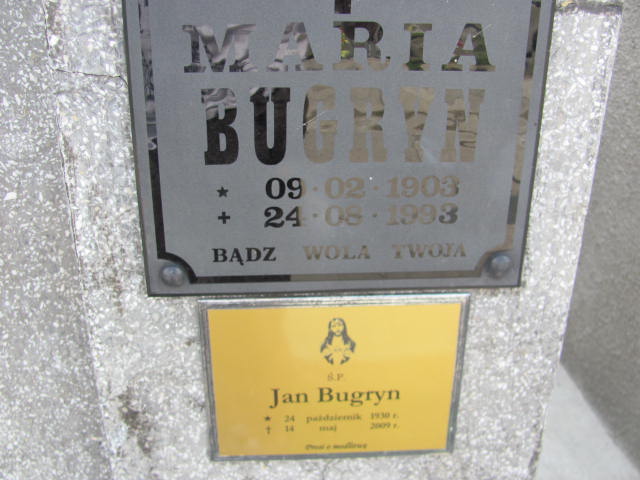 MARIA
BUGRYN
★ 09·02·1903
+ 24·08·1993
BĄDZ WOLA TWOJA
Ś.P.
Jan Bugryn
★ 24 październik 1930 r.
† 14 maj 2009 r.
Prosi o modlitwę